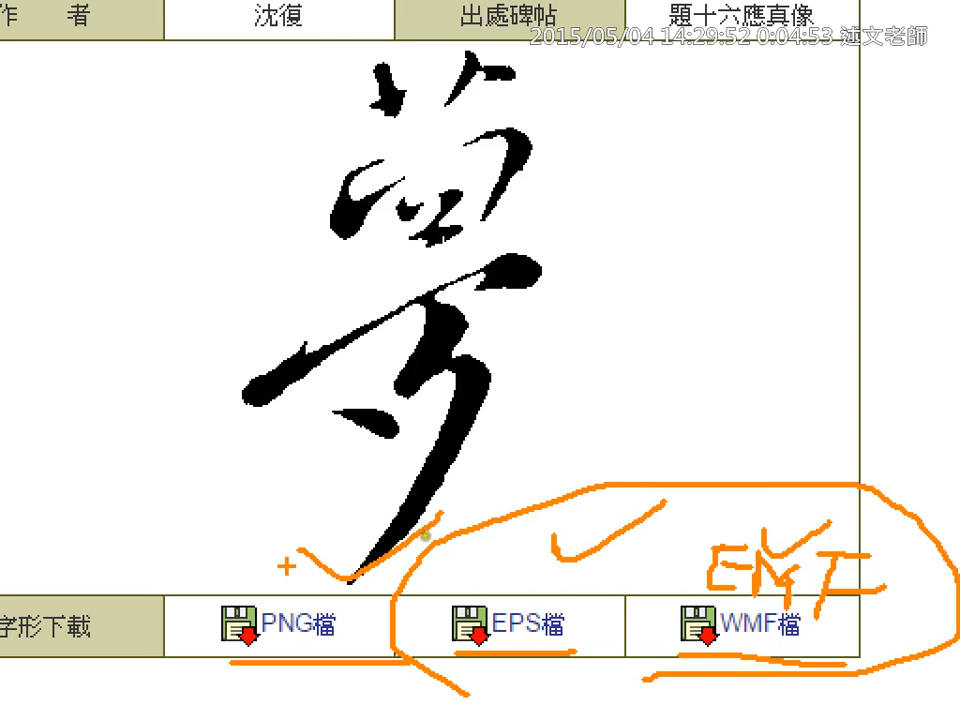 作 者 沈復 出處碑帖 題十六應真像
2015/05/04 14:29:52 0:04:53 述文老師
夢
EMF
字形下載 PNG檔 EPS檔 WMF檔